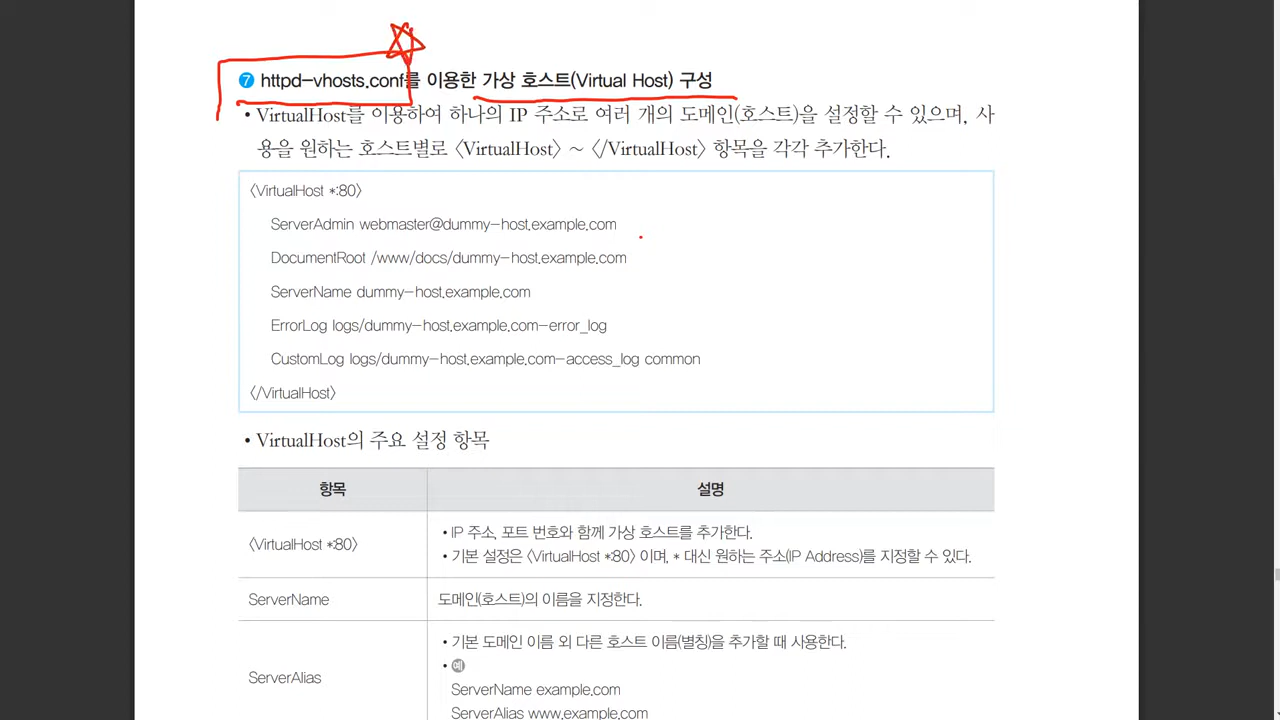 ❼ httpd-vhosts.conf를 이용한 가상 호스트(Virtual Host) 구성
• VirtualHost를 이용하여 하나의 IP 주소로 여러 개의 도메인(호스트)을 설정할 수 있으며, 사
용을 원하는 호스트별로 〈VirtualHost〉 ~ 〈/VirtualHost〉 항목을 각각 추가한다.
〈VirtualHost *:80〉
ServerAdmin webmaster@dummy-host.example.com
DocumentRoot /www/docs/dummy-host.example.com
ServerName dummy-host.example.com
ErrorLog logs/dummy-host.example.com-error_log
CustomLog logs/dummy-host.example.com-access_log common
〈/VirtualHost〉
• VirtualHost의 주요 설정 항목
항목 설명
〈VirtualHost *:80〉
• IP 주소, 포트 번호와 함께 가상 호스트를 추가한다.
• 기본 설정은 〈VirtualHost *:80〉 이며, * 대신 원하는 주소(IP Address)를 지정할 수 있다.
ServerName 도메인(호스트)의 이름을 지정한다.
ServerAlias
• 기본 도메인 이름 외 다른 호스트 이름(별칭)을 추가할 때 사용한다.
• 예
ServerName example.com
ServerAlias www.example.com